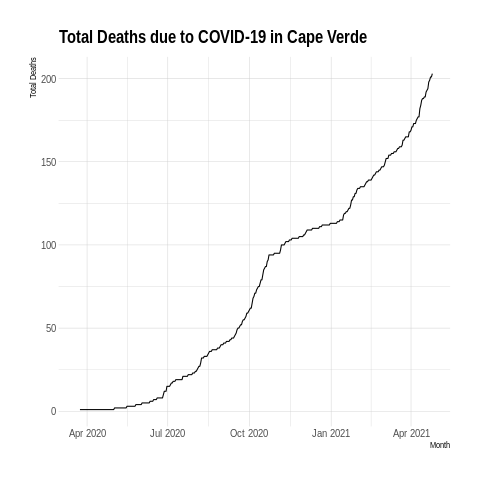 Total Deaths due to COVID-19 in Cape Verde
Total Deaths
200
150
100
50
0
Apr 2020 Jul 2020 Oct 2020 Jan 2021 Apr 2021
Month